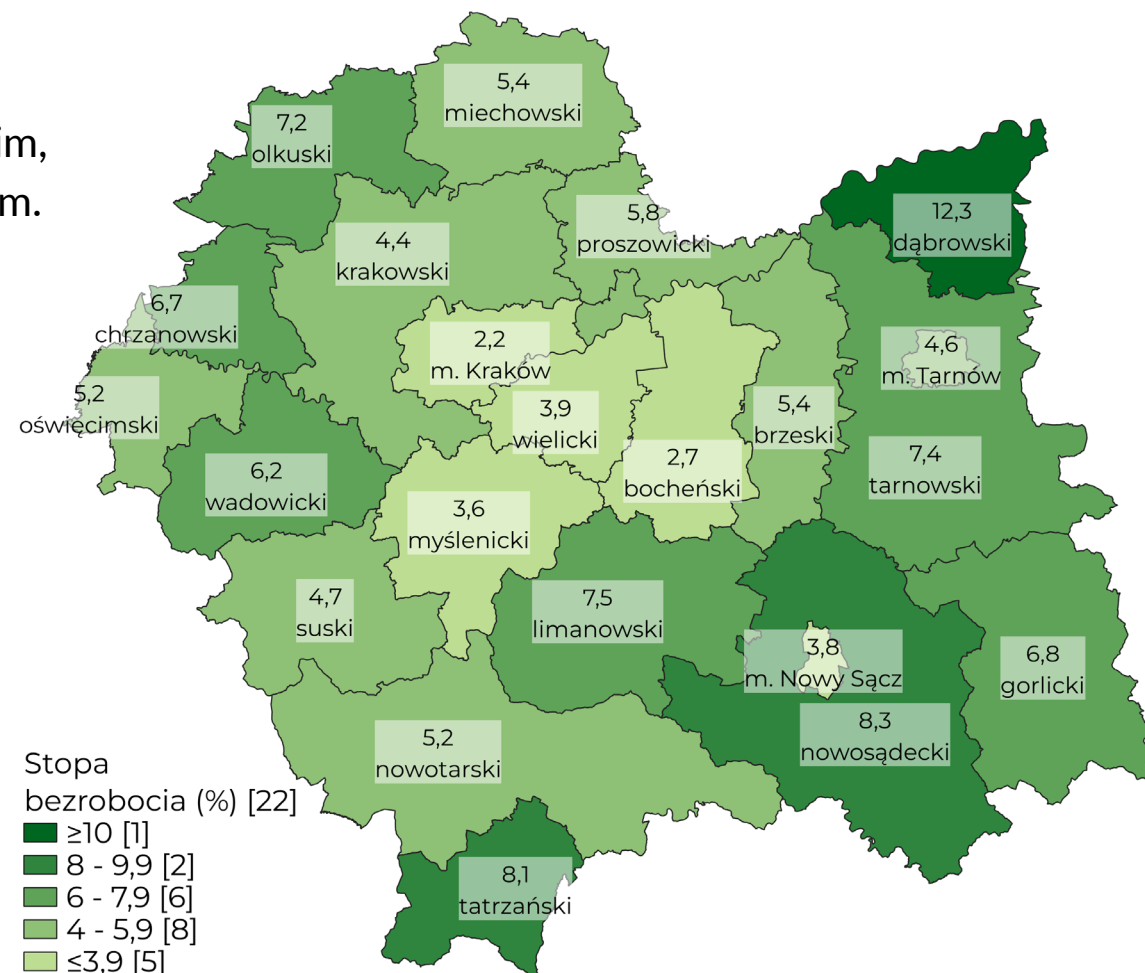 im,
m.
5,4
miechowski
7,2
olkuski
12,3
dąbrowski
5,8
proszowicki
4,4
krakowski
6,7
chrzanowski
2,2
m. Kraków
4,6
m. Tarnów
5,2
oświęcimski
3,9
wielicki
5,4
brzeski
6,2
wadowicki
2,7
bocheński
7,4
tarnowski
3,6
myślenicki
4,7
suski
7,5
limanowski
3,8
m. Nowy Sącz
6,8
gorlicki
8,3
nowosądecki
5,2
nowotarski
8,1
tatrzański
Stopa
bezrobocia (%) [22]
≥10 [1]
8 - 9,9 [2]
6 - 7,9 [6]
4 - 5,9 [8]
≤3,9 [5]